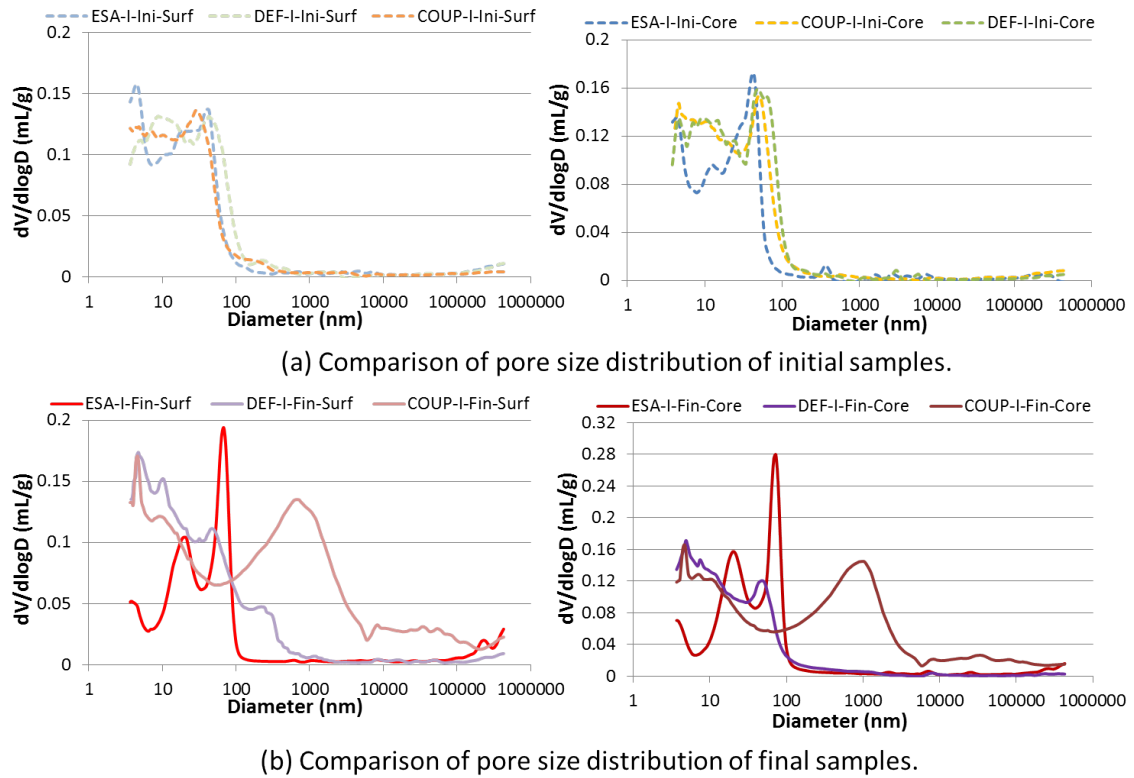 ESA-I-Ini-Surf DEF-I-Ini-Surf COUP-I-Ini-Surf
0.2
0.15
0.1
0.05
0
dV/dlogD (mL/g)
1 10 100 1000 10000 100000 1000000
Diameter (nm)
ESA-I-Ini-Core COUP-I-Ini-Core DEF-I-Ini-Core
0.2
0.16
0.12
0.08
0.04
0
dV/dlogD (mL/g)
1 10 100 1000 10000 100000 1000000
Diameter (nm)
(a) Comparison of pore size distribution of initial samples.
ESA-I-Fin-Surf DEF-I-Fin-Surf COUP-I-Fin-Surf
0.2
0.15
0.1
0.05
0
dV/dlogD (mL/g)
1 10 100 1000 10000 100000 1000000
Diameter (nm)
ESA-I-Fin-Core DEF-I-Fin-Core COUP-I-Fin-Core
0.32
0.28
0.24
0.2
0.16
0.12
0.08
0.04
0
dV/dlogD (mL/g)
1 10 100 1000 10000 100000 1000000
Diameter (nm)
(b) Comparison of pore size distribution of final samples.